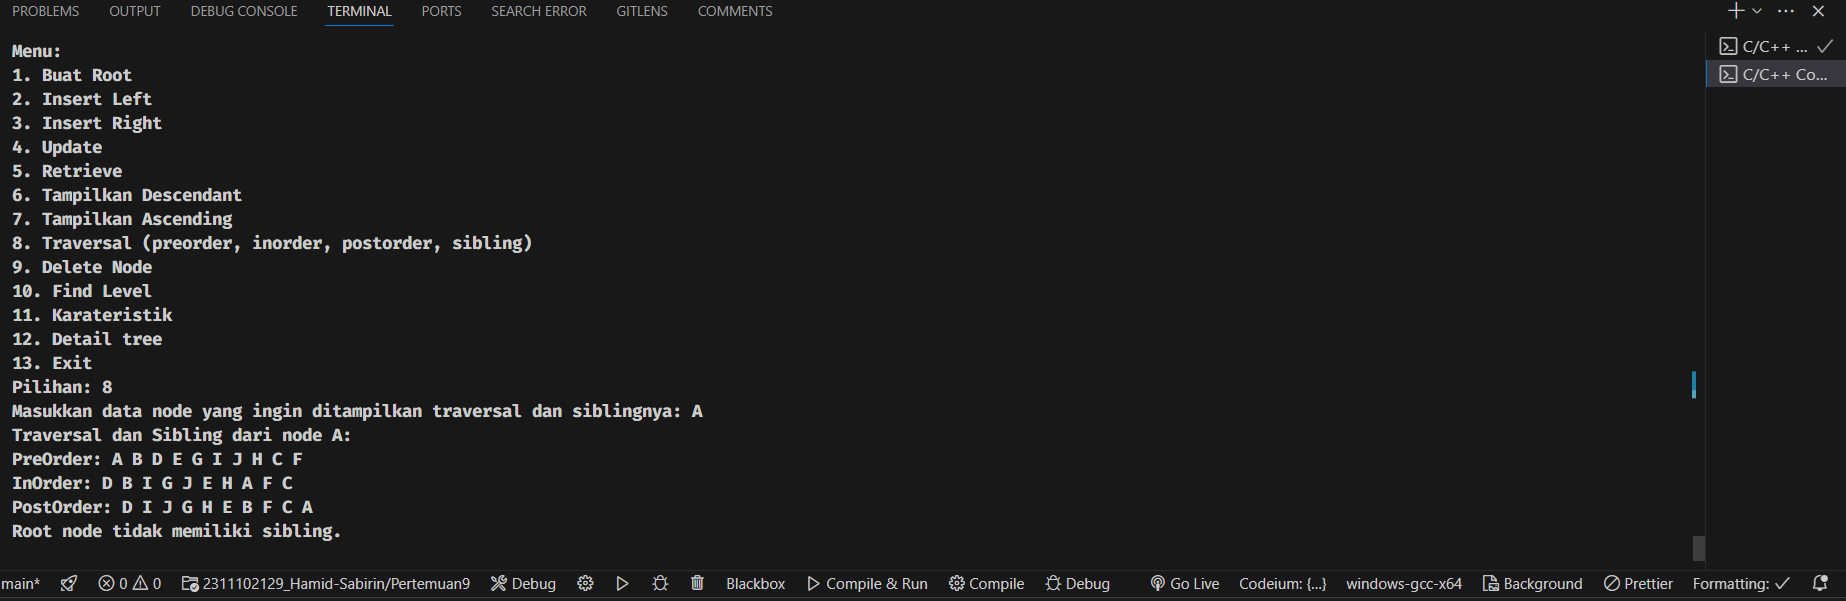 PROBLEMS OUTPUT DEBUG CONSOLE TERMINAL PORTS SEARCH ERROR GITLENS COMMENTS
C/C++ ...
C/C++ Co...
Menu:
1. Buat Root
2. Insert Left
3. Insert Right
4. Update
5. Retrieve
6. Tampilkan Descendant
7. Tampilkan Ascending
8. Traversal (preorder, inorder, postorder, sibling)
9. Delete Node
10. Find Level
11. Karateristik
12. Detail tree
13. Exit
Pilihan: 8
Masukkan data node yang ingin ditampilkan traversal dan siblingnya: A
Traversal dan Sibling dari node A:
PreOrder: A B D E G I J H C F
InOrder: D B I G J E H A F C
PostOrder: D I J G H E B F C A
Root node tidak memiliki sibling.
main* 0 0 2311102129_Hamid-Sabirin/Pertemuan9 Debug Blackbox Compile & Run Compile Debug Go Live Codeium: {...} windows-gcc-x64 Background Prettier Formatting: